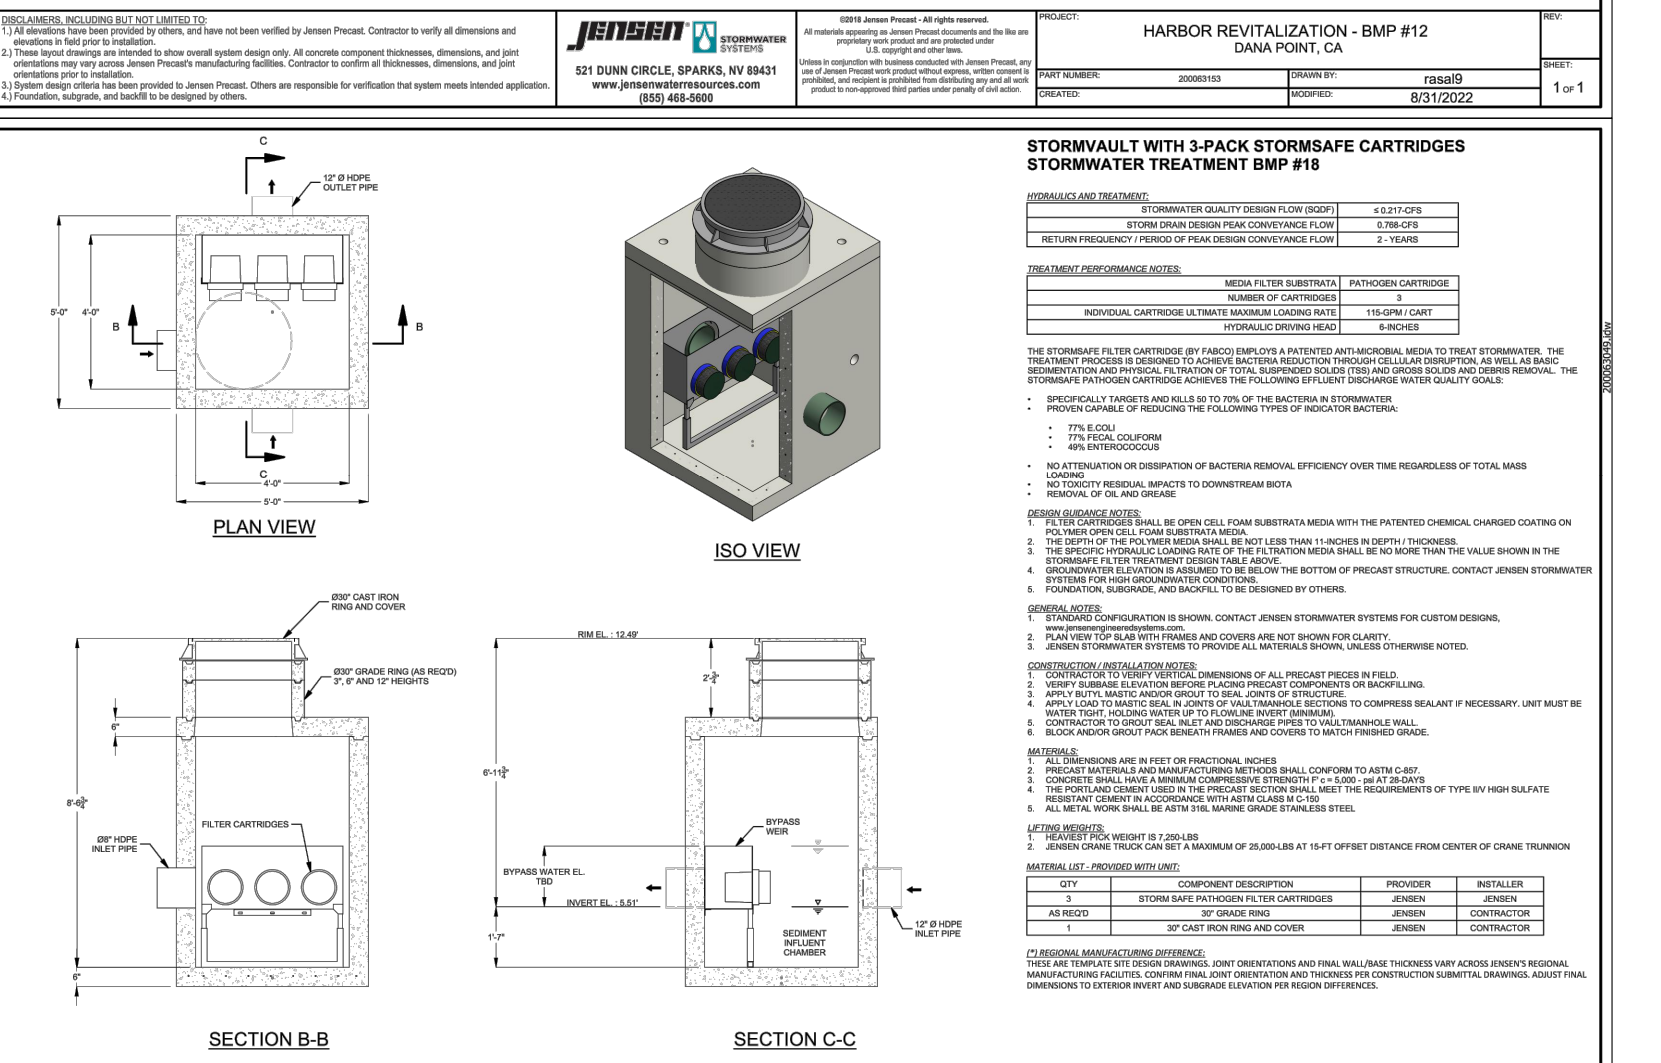 DISCLAIMERS, INCLUDING BUT NOT LIMITED TO:
1.) All elevations have been provided by others, and have not been verified by Jensen Precast. Contractor to verify all dimensions and
elevations in field prior to installation.
2.) These layout drawings are intended to show overall system design only. All concrete component thicknesses, dimensions, and joint
orientations may vary across Jensen Precast's manufacturing facilities. Contractor to confirm all thicknesses, dimensions, and joint
orientations prior to installation.
3.) System design criteria has been provided to Jensen Precast. Others are responsible for verification that system meets intended application.
4.) Foundation, subgrade, and backfill to be designed by others.
JENSEN
STORMWATER
SYSTEMS
521 DUNN CIRCLE, SPARKS, NV 89431
www.jensenwaterresources.com
(855) 468-5600
©2018 Jensen Precast - All rights reserved.
All materials appearing as Jensen Precast documents and the like are
proprietary work product and are protected under
U.S. copyright and other laws.
Unless in conjunction with business conducted with Jensen Precast, any
use of Jensen Precast work product without express, written consent is
prohibited, and recipient is prohibited from distributing any and all work
product to non-approved third parties under penalty of civil action.
PROJECT:
HARBOR REVITALIZATION - BMP #12
DANA POINT, CA
PART NUMBER:
200063153
DRAWN BY:
rasal9
CREATED:
MODIFIED:
8/31/2022
REV:
SHEET:
1 OF 1
C
12" Ø HDPE
OUTLET PIPE
5'-0"
4'-0"
B
B
C
4'-0"
5'-0"
PLAN VIEW
ISO VIEW
Ø30" CAST IRON
RING AND COVER
Ø30" GRADE RING (AS REQ'D)
3", 6" AND 12" HEIGHTS
6"
8'-6 3/4"
FILTER CARTRIDGES
Ø8" HDPE
INLET PIPE
6"
SECTION B-B
RIM EL. : 12.49'
2'-3/4"
6'-11 3/4"
BYPASS
WEIR
BYPASS WATER EL.
TBD
INVERT EL. : 5.51'
1'-7"
SEDIMENT
INFLUENT
CHAMBER
12" Ø HDPE
INLET PIPE
SECTION C-C
STORMVAULT WITH 3-PACK STORMSAFE CARTRIDGES
STORMWATER TREATMENT BMP #18
HYDRAULICS AND TREATMENT:
STORMWATER QUALITY DESIGN FLOW (SQDF) ≤ 0.217-CFS
STORM DRAIN DESIGN PEAK CONVEYANCE FLOW 0.768-CFS
RETURN FREQUENCY / PERIOD OF PEAK DESIGN CONVEYANCE FLOW 2 - YEARS
TREATMENT PERFORMANCE NOTES:
MEDIA FILTER SUBSTRATA PATHOGEN CARTRIDGE
NUMBER OF CARTRIDGES 3
INDIVIDUAL CARTRIDGE ULTIMATE MAXIMUM LOADING RATE 115-GPM / CART
HYDRAULIC DRIVING HEAD 6-INCHES
THE STORMSAFE FILTER CARTRIDGE (BY FABCO) EMPLOYS A PATENTED ANTI-MICROBIAL MEDIA TO TREAT STORMWATER. THE
TREATMENT PROCESS IS DESIGNED TO ACHIEVE BACTERIA REDUCTION THROUGH CELLULAR DISRUPTION, AS WELL AS BASIC
SEDIMENTATION AND PHYSICAL FILTRATION OF TOTAL SUSPENDED SOLIDS (TSS) AND GROSS SOLIDS AND DEBRIS REMOVAL. THE
STORMSAFE PATHOGEN CARTRIDGE ACHIEVES THE FOLLOWING EFFLUENT DISCHARGE WATER QUALITY GOALS:
• SPECIFICALLY TARGETS AND KILLS 50 TO 70% OF THE BACTERIA IN STORMWATER
• PROVEN CAPABLE OF REDUCING THE FOLLOWING TYPES OF INDICATOR BACTERIA:
• 77% E.COLI
• 77% FECAL COLIFORM
• 49% ENTEROCOCCUS
• NO ATTENUATION OR DISSIPATION OF BACTERIA REMOVAL EFFICIENCY OVER TIME REGARDLESS OF TOTAL MASS
LOADING
• NO TOXICITY RESIDUAL IMPACTS TO DOWNSTREAM BIOTA
• REMOVAL OF OIL AND GREASE
DESIGN GUIDANCE NOTES:
1. FILTER CARTRIDGES SHALL BE OPEN CELL FOAM SUBSTRATA MEDIA WITH THE PATENTED CHEMICAL CHARGED COATING ON
POLYMER OPEN CELL FOAM SUBSTRATA MEDIA.
2. THE DEPTH OF THE POLYMER MEDIA SHALL BE NOT LESS THAN 11-INCHES IN DEPTH / THICKNESS.
3. THE SPECIFIC HYDRAULIC LOADING RATE OF THE FILTRATION MEDIA SHALL BE NO MORE THAN THE VALUE SHOWN IN THE
STORMSAFE FILTER TREATMENT DESIGN TABLE ABOVE.
4. GROUNDWATER ELEVATION IS ASSUMED TO BE BELOW THE BOTTOM OF PRECAST STRUCTURE. CONTACT JENSEN STORMWATER
SYSTEMS FOR HIGH GROUNDWATER CONDITIONS.
5. FOUNDATION, SUBGRADE, AND BACKFILL TO BE DESIGNED BY OTHERS.
GENERAL NOTES:
1. STANDARD CONFIGURATION IS SHOWN. CONTACT JENSEN STORMWATER SYSTEMS FOR CUSTOM DESIGNS,
www.jensenengineeredsystems.com.
2. PLAN VIEW TOP SLAB WITH FRAMES AND COVERS ARE NOT SHOWN FOR CLARITY.
3. JENSEN STORMWATER SYSTEMS TO PROVIDE ALL MATERIALS SHOWN, UNLESS OTHERWISE NOTED.
CONSTRUCTION / INSTALLATION NOTES:
1. CONTRACTOR TO VERIFY VERTICAL DIMENSIONS OF ALL PRECAST PIECES IN FIELD.
2. VERIFY SUBBASE ELEVATION BEFORE PLACING PRECAST COMPONENTS OR BACKFILLING.
3. APPLY BUTYL MASTIC AND/OR GROUT TO SEAL JOINTS OF STRUCTURE.
4. APPLY LOAD TO MASTIC SEAL IN JOINTS OF VAULT/MANHOLE SECTIONS TO COMPRESS SEALANT IF NECESSARY. UNIT MUST BE
WATER TIGHT, HOLDING WATER UP TO FLOWLINE INVERT (MINIMUM).
5. CONTRACTOR TO GROUT SEAL INLET AND DISCHARGE PIPES TO VAULT/MANHOLE WALL.
6. BLOCK AND/OR GROUT PACK BENEATH FRAMES AND COVERS TO MATCH FINISHED GRADE.
MATERIALS:
1. ALL DIMENSIONS ARE IN FEET OR FRACTIONAL INCHES
2. PRECAST MATERIALS AND MANUFACTURING METHODS SHALL CONFORM TO ASTM C-857.
3. CONCRETE SHALL HAVE A MINIMUM COMPRESSIVE STRENGTH F' c = 5,000 - psi AT 28-DAYS
4. THE PORTLAND CEMENT USED IN THE PRECAST SECTION SHALL MEET THE REQUIREMENTS OF TYPE II/V HIGH SULFATE
RESISTANT CEMENT IN ACCORDANCE WITH ASTM CLASS M C-150
5. ALL METAL WORK SHALL BE ASTM 316L MARINE GRADE STAINLESS STEEL
LIFTING WEIGHTS:
1. HEAVIEST PICK WEIGHT IS 7,250-LBS
2. JENSEN CRANE TRUCK CAN SET A MAXIMUM OF 25,000-LBS AT 15-FT OFFSET DISTANCE FROM CENTER OF CRANE TRUNNION
MATERIAL LIST - PROVIDED WITH UNIT:
QTY COMPONENT DESCRIPTION PROVIDER INSTALLER
3 STORM SAFE PATHOGEN FILTER CARTRIDGES JENSEN JENSEN
AS REQ'D 30" GRADE RING JENSEN CONTRACTOR
1 30" CAST IRON RING AND COVER JENSEN CONTRACTOR
(*) REGIONAL MANUFACTURING DIFFERENCE:
THESE ARE TEMPLATE SITE DESIGN DRAWINGS. JOINT ORIENTATIONS AND FINAL WALL/BASE THICKNESS VARY ACROSS JENSEN'S REGIONAL
MANUFACTURING FACILITIES. CONFIRM FINAL JOINT ORIENTATION AND THICKNESS PER CONSTRUCTION SUBMITTAL DRAWINGS. ADJUST FINAL
DIMENSIONS TO EXTERIOR INVERT AND SUBGRADE ELEVATION PER REGION DIFFERENCES.
200063049.idw